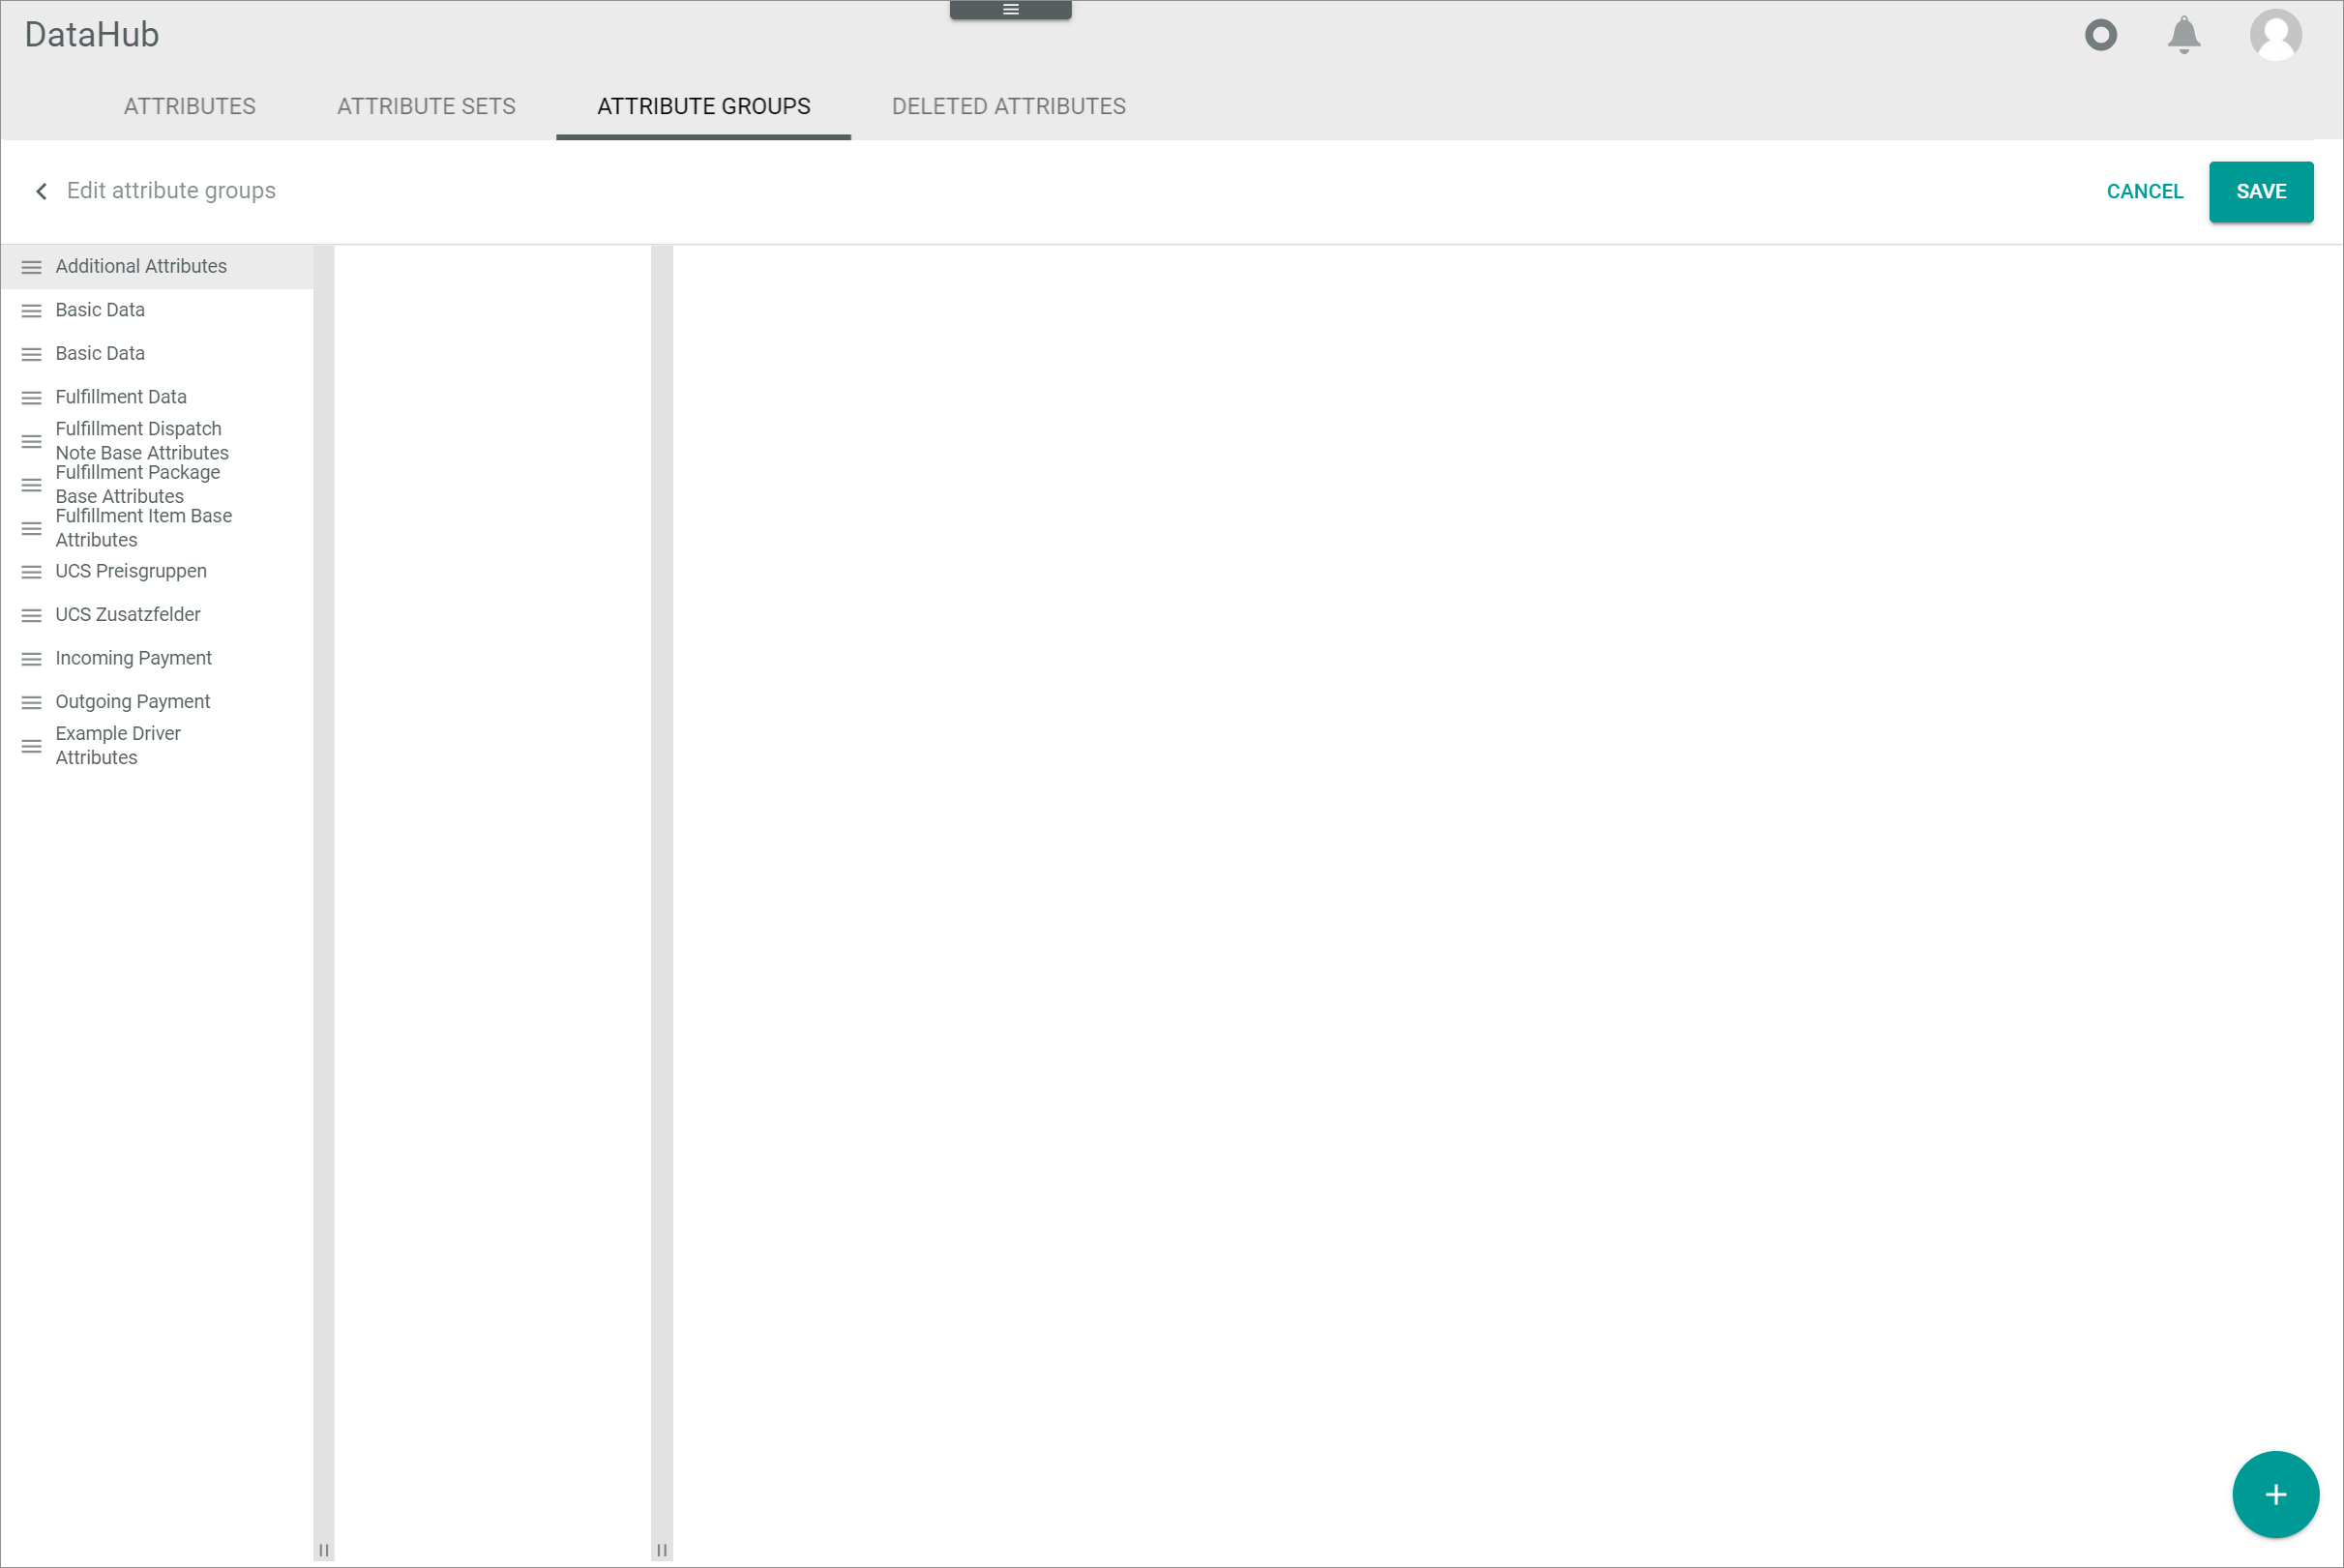 DataHub
ATTRIBUTES
ATTRIBUTE SETS
ATTRIBUTE GROUPS
DELETED ATTRIBUTES
Edit attribute groups
CANCEL
SAVE
Additional Attributes
Basic Data
Basic Data
Fulfillment Data
Fulfillment Dispatch
Note Base Attributes
Fulfillment Package
Base Attributes
Fulfillment Item Base
Attributes
UCS Preisgruppen
UCS Zusatzfelder
Incoming Payment
Outgoing Payment
Example Driver
Attributes